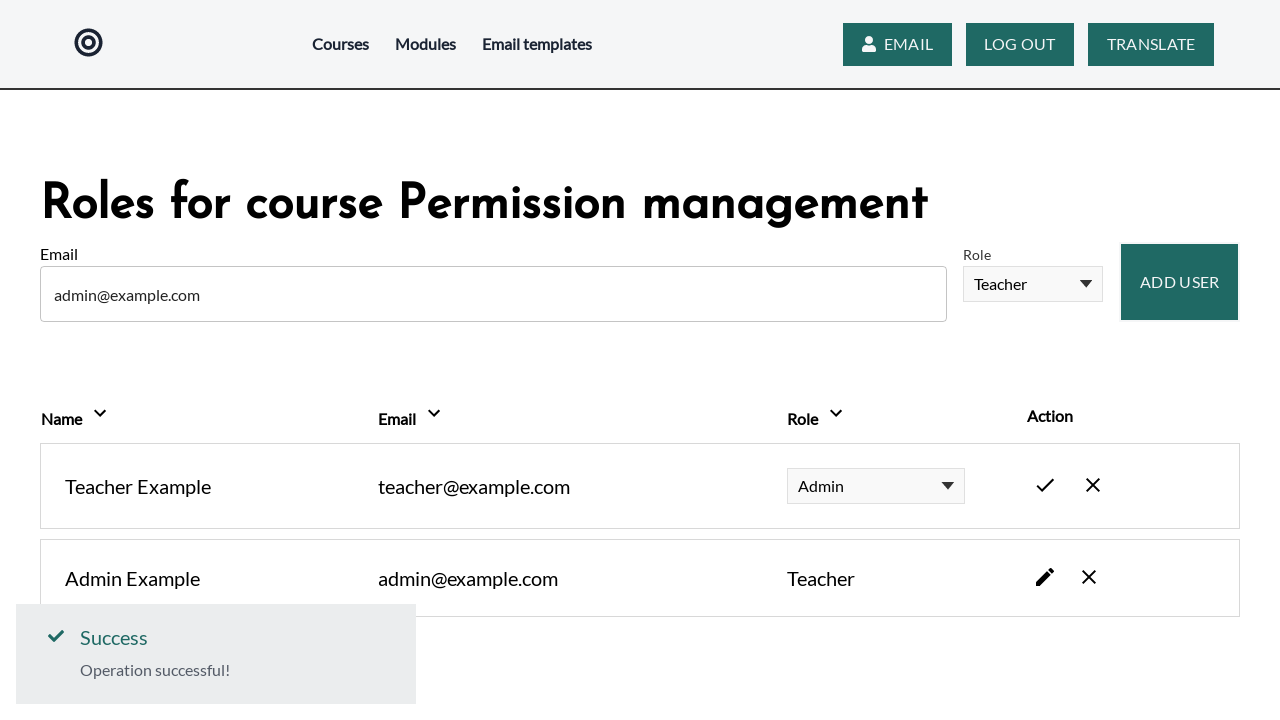 Courses
Modules
Email templates
EMAIL
LOG OUT
TRANSLATE
Roles for course Permission management
Email
admin@example.com
Role
Teacher
ADD USER
Name
Email
Role
Action
Teacher Example
teacher@example.com
Admin
Admin Example
admin@example.com
Teacher
Success
Operation successful!